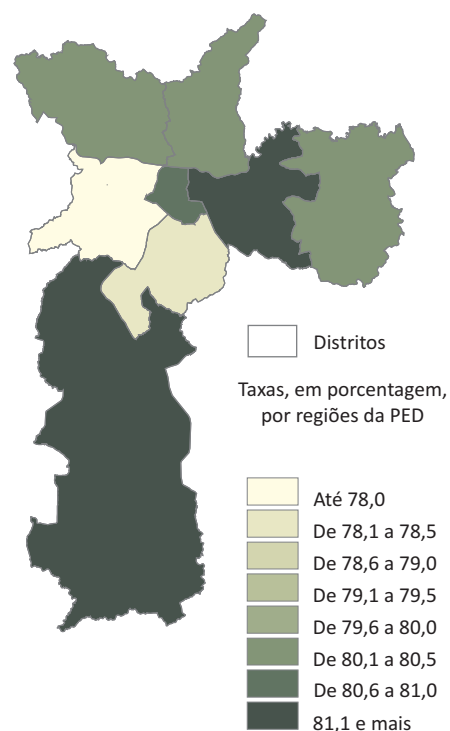 Distritos
Taxas, em porcentagem,
por regiões da PED
Até 78,0
De 78,1 a 78,5
De 78,6 a 79,0
De 79,1 a 79,5
De 79,6 a 80,0
De 80,1 a 80,5
De 80,6 a 81,0
81,1 e mais